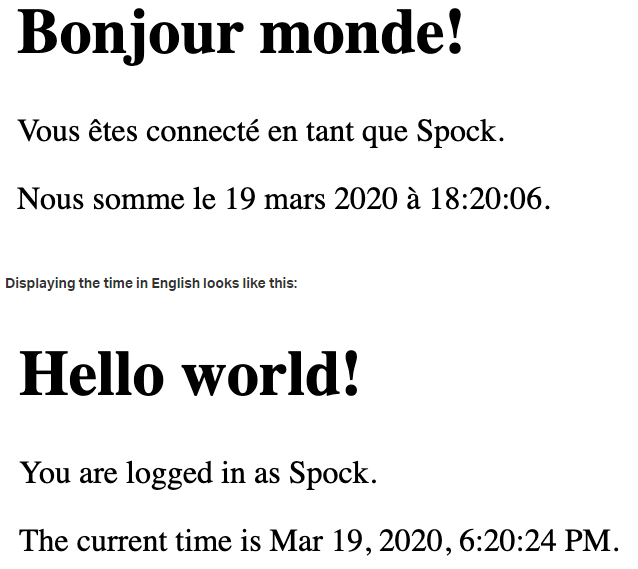 Bonjour monde!
Vous êtes connecté en tant que Spock.
Nous somme le 19 mars 2020 à 18:20:06.
Displaying the time in English looks like this:
Hello world!
You are logged in as Spock.
The current time is Mar 19, 2020, 6:20:24 PM.